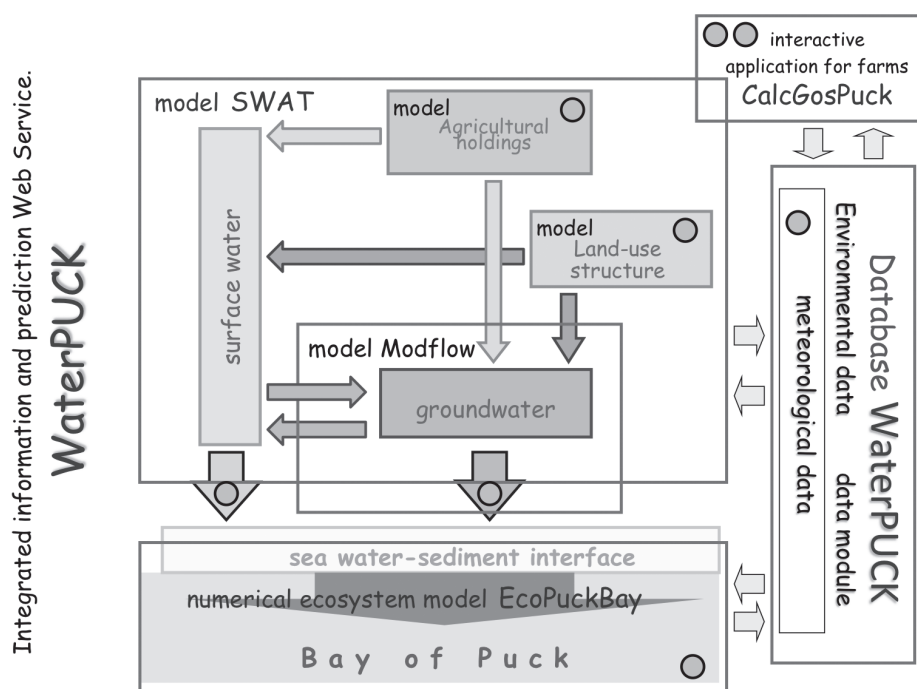 Integrated information and prediction Web Service.
WaterPUCK
interactive
application for farms
CalcGosPuck
model SWAT
model
Agricultural
holdings
model
Land-use
structure
surface water
model Modflow
groundwater
sea water-sediment interface
numerical ecosystem model EcoPuckBay
Bay of Puck
meteorological data
Environmental data data module
Database WaterPUCK